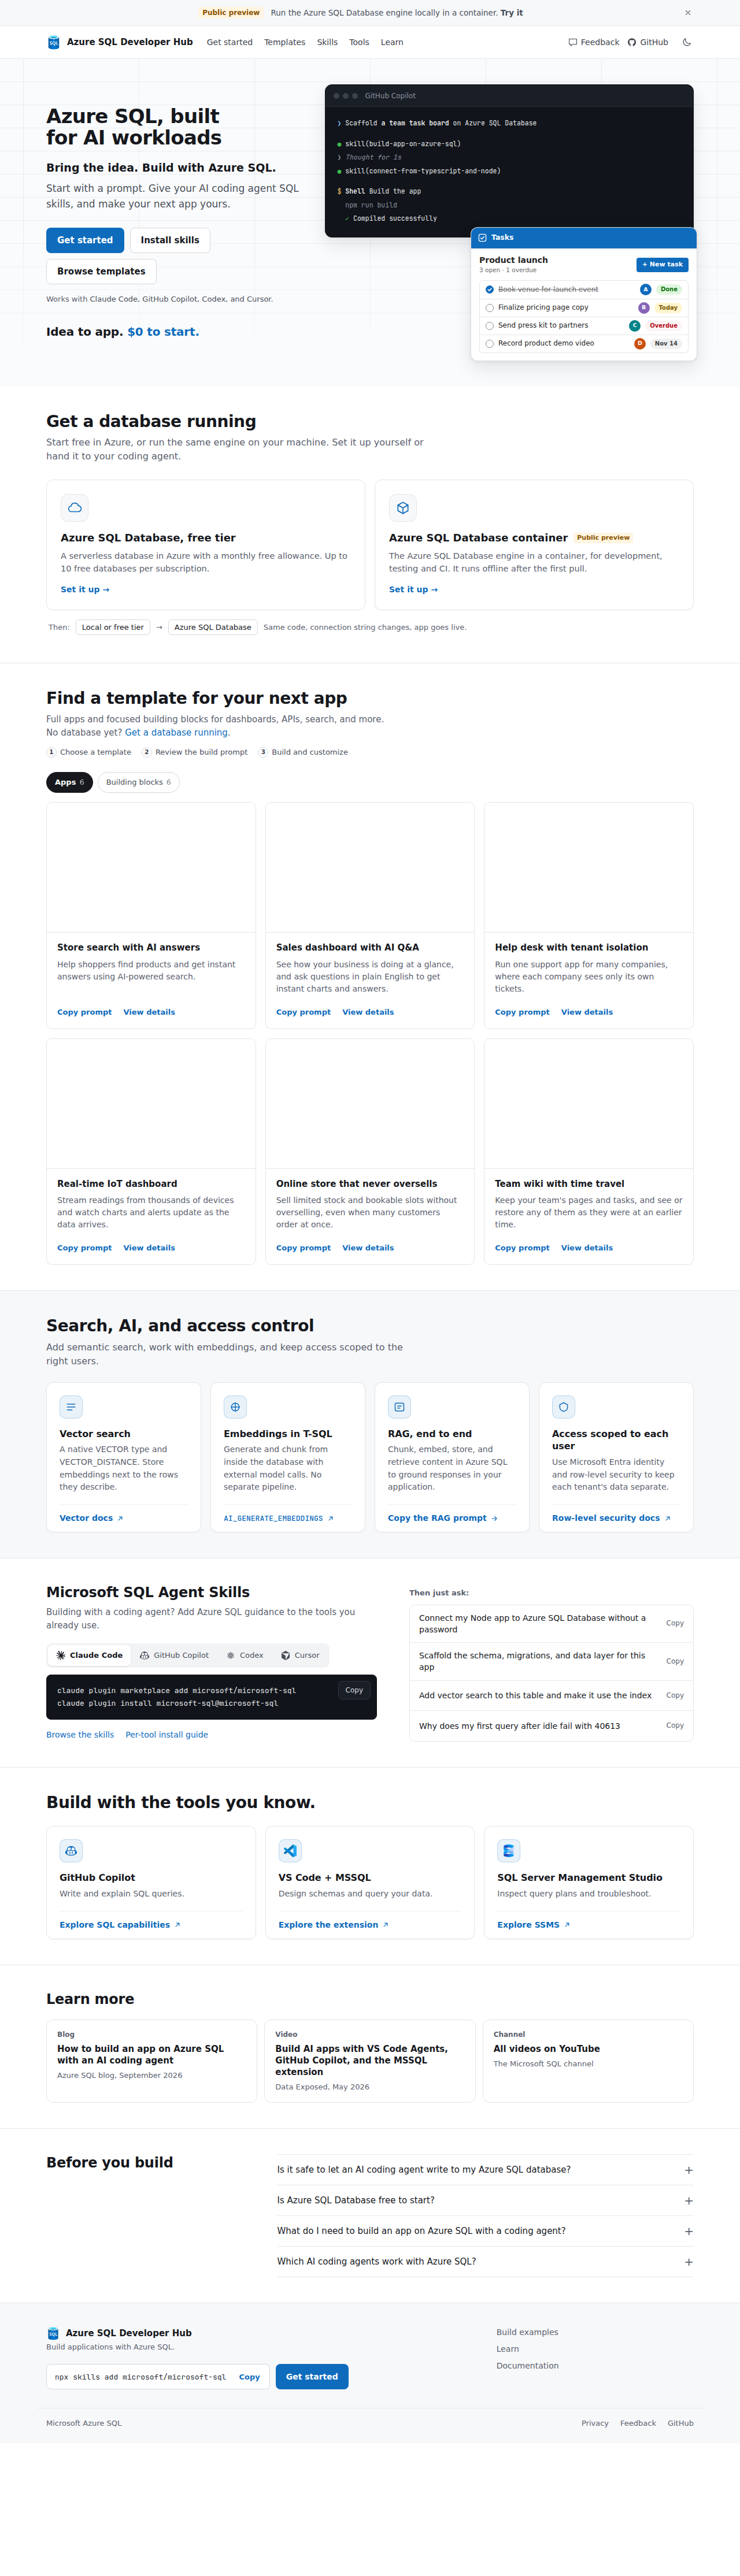 Public preview Run the Azure SQL Database engine locally in a container. Try it ×
Azure SQL Developer Hub Get started Templates Skills Tools Learn Feedback GitHub
Azure SQL, built
for AI workloads
Bring the idea. Build with Azure SQL.
Start with a prompt. Give your AI coding agent SQL
skills, and make your next app yours.
Get started Install skills
Browse templates
Works with Claude Code, GitHub Copilot, Codex, and Cursor.
Idea to app. $0 to start.
GitHub Copilot
❯ Scaffold a team task board on Azure SQL Database
● skill(build-app-on-azure-sql)
❯ Thought for 1s
● skill(connect-from-typescript-and-node)
$ Shell Build the app
npm run build
✓ Compiled successfully
Tasks
Product launch
3 open · 1 overdue
+ New task
Book venue for launch event A Done
Finalize pricing page copy B Today
Send press kit to partners C Overdue
Record product demo video D Nov 14
Get a database running
Start free in Azure, or run the same engine on your machine. Set it up yourself or
hand it to your coding agent.
Azure SQL Database, free tier
A serverless database in Azure with a monthly free allowance. Up to
10 free databases per subscription.
Set it up →
Azure SQL Database container Public preview
The Azure SQL Database engine in a container, for development,
testing and CI. It runs offline after the first pull.
Set it up →
Then: Local or free tier → Azure SQL Database Same code, connection string changes, app goes live.
Find a template for your next app
Full apps and focused building blocks for dashboards, APIs, search, and more.
No database yet? Get a database running.
1 Choose a template 2 Review the build prompt 3 Build and customize
Apps 6 Building blocks 6
Store search with AI answers
Help shoppers find products and get instant
answers using AI-powered search.
Copy prompt View details
Sales dashboard with AI Q&A
See how your business is doing at a glance,
and ask questions in plain English to get
instant charts and answers.
Copy prompt View details
Help desk with tenant isolation
Run one support app for many companies,
where each company sees only its own
tickets.
Copy prompt View details
Real-time IoT dashboard
Stream readings from thousands of devices
and watch charts and alerts update as the
data arrives.
Copy prompt View details
Online store that never oversells
Sell limited stock and bookable slots without
overselling, even when many customers
order at once.
Copy prompt View details
Team wiki with time travel
Keep your team's pages and tasks, and see or
restore any of them as they were at an earlier
time.
Copy prompt View details
Search, AI, and access control
Add semantic search, work with embeddings, and keep access scoped to the
right users.
Vector search
A native VECTOR type and
VECTOR_DISTANCE. Store
embeddings next to the rows
they describe.
Vector docs ↗
Embeddings in T-SQL
Generate and chunk from
inside the database with
external model calls. No
separate pipeline.
AI_GENERATE_EMBEDDINGS ↗
RAG, end to end
Chunk, embed, store, and
retrieve content in Azure SQL
to ground responses in your
application.
Copy the RAG prompt →
Access scoped to each
user
Use Microsoft Entra identity
and row-level security to keep
each tenant's data separate.
Row-level security docs ↗
Microsoft SQL Agent Skills
Building with a coding agent? Add Azure SQL guidance to the tools you
already use.
Claude Code GitHub Copilot Codex Cursor
claude plugin marketplace add microsoft/microsoft-sql
claude plugin install microsoft-sql@microsoft-sql
Copy
Browse the skills Per-tool install guide
Then just ask:
Connect my Node app to Azure SQL Database without a
password
Copy
Scaffold the schema, migrations, and data layer for this
app
Copy
Add vector search to this table and make it use the index Copy
Why does my first query after idle fail with 40613 Copy
Build with the tools you know.
GitHub Copilot
Write and explain SQL queries.
Explore SQL capabilities ↗
VS Code + MSSQL
Design schemas and query your data.
Explore the extension ↗
SQL Server Management Studio
Inspect query plans and troubleshoot.
Explore SSMS ↗
Learn more
Blog
How to build an app on Azure SQL
with an AI coding agent
Azure SQL blog, September 2026
Video
Build AI apps with VS Code Agents,
GitHub Copilot, and the MSSQL
extension
Data Exposed, May 2026
Channel
All videos on YouTube
The Microsoft SQL channel
Before you build
Is it safe to let an AI coding agent write to my Azure SQL database? +
Is Azure SQL Database free to start? +
What do I need to build an app on Azure SQL with a coding agent? +
Which AI coding agents work with Azure SQL? +
Azure SQL Developer Hub
Build applications with Azure SQL.
npx skills add microsoft/microsoft-sql Copy Get started
Build examples
Learn
Documentation
Microsoft Azure SQL Privacy Feedback GitHub